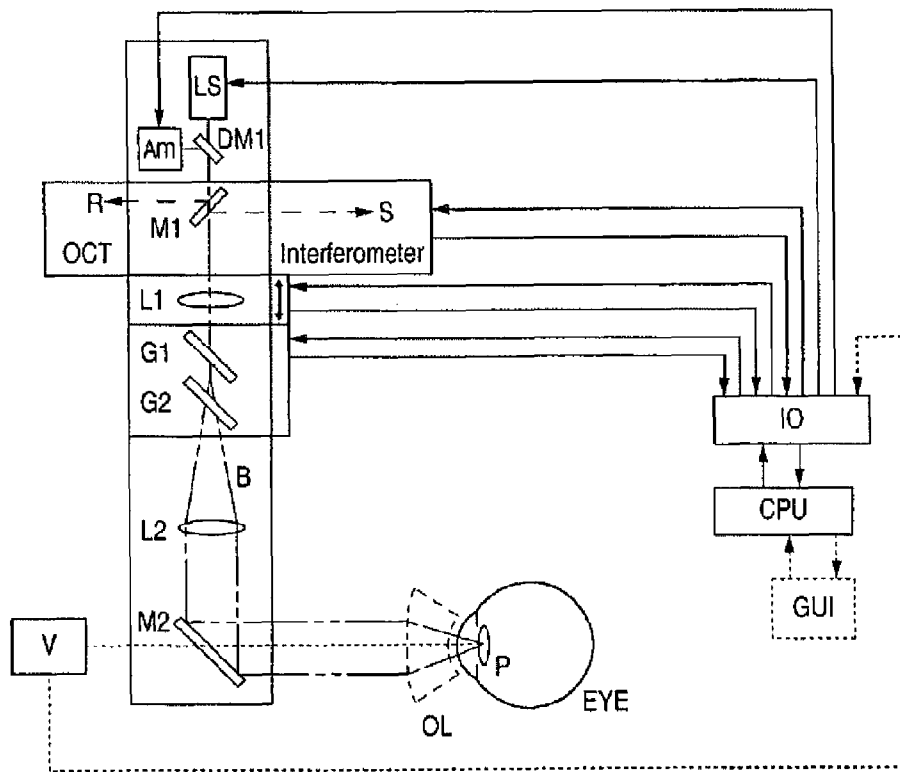 LS
Am
DM1
R
M1
S
OCT
Interferometer
L1
G1
G2
IO
B
L2
CPU
GUI
M2
V
P
OL
EYE